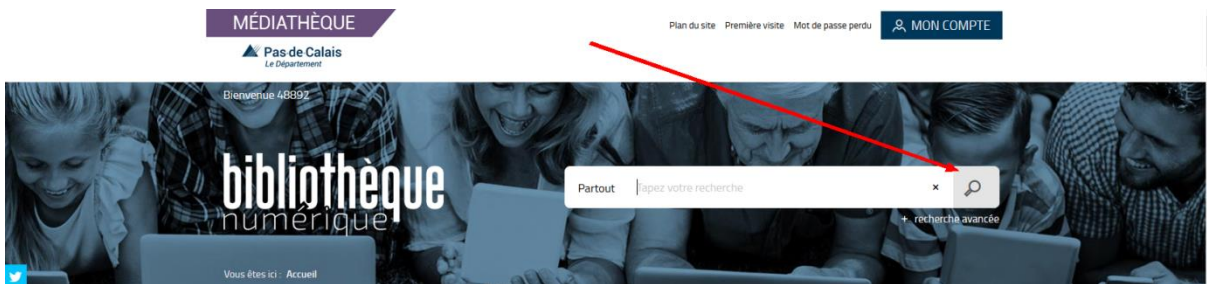 MÉDIATHÈQUE
Pas de Calais
Le Département
Plan du site Première visite Mot de passe perdu MON COMPTE
Bienvenue 48892
bibliothèque
numérique
Partout Tapez votre recherche ×
+ recherche avancée
Vous êtes ici : Accueil